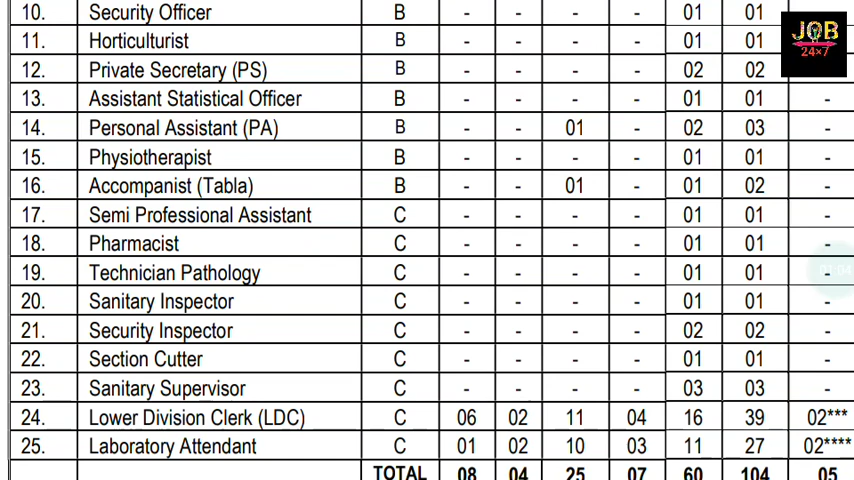 10. Security Officer B - - - - 01 01
11. Horticulturist B - - - - 01 01
12. Private Secretary (PS) B - - - - 02 02
13. Assistant Statistical Officer B - - - - 01 01 -
14. Personal Assistant (PA) B - - 01 - 02 03 -
15. Physiotherapist B - - - - 01 01 -
16. Accompanist (Tabla) B - - 01 - 01 02 -
17. Semi Professional Assistant C - - - - 01 01 -
18. Pharmacist C - - - - 01 01 -
19. Technician Pathology C - - - - 01 01 -
20. Sanitary Inspector C - - - - 01 01 -
21. Security Inspector C - - - - 02 02 -
22. Section Cutter C - - - - 01 01 -
23. Sanitary Supervisor C - - - - 03 03 -
24. Lower Division Clerk (LDC) C 06 02 11 04 16 39 02***
25. Laboratory Attendant C 01 02 10 03 11 27 02****
TOTAL 08 04 25 07 60 104 05
JOB
24×7